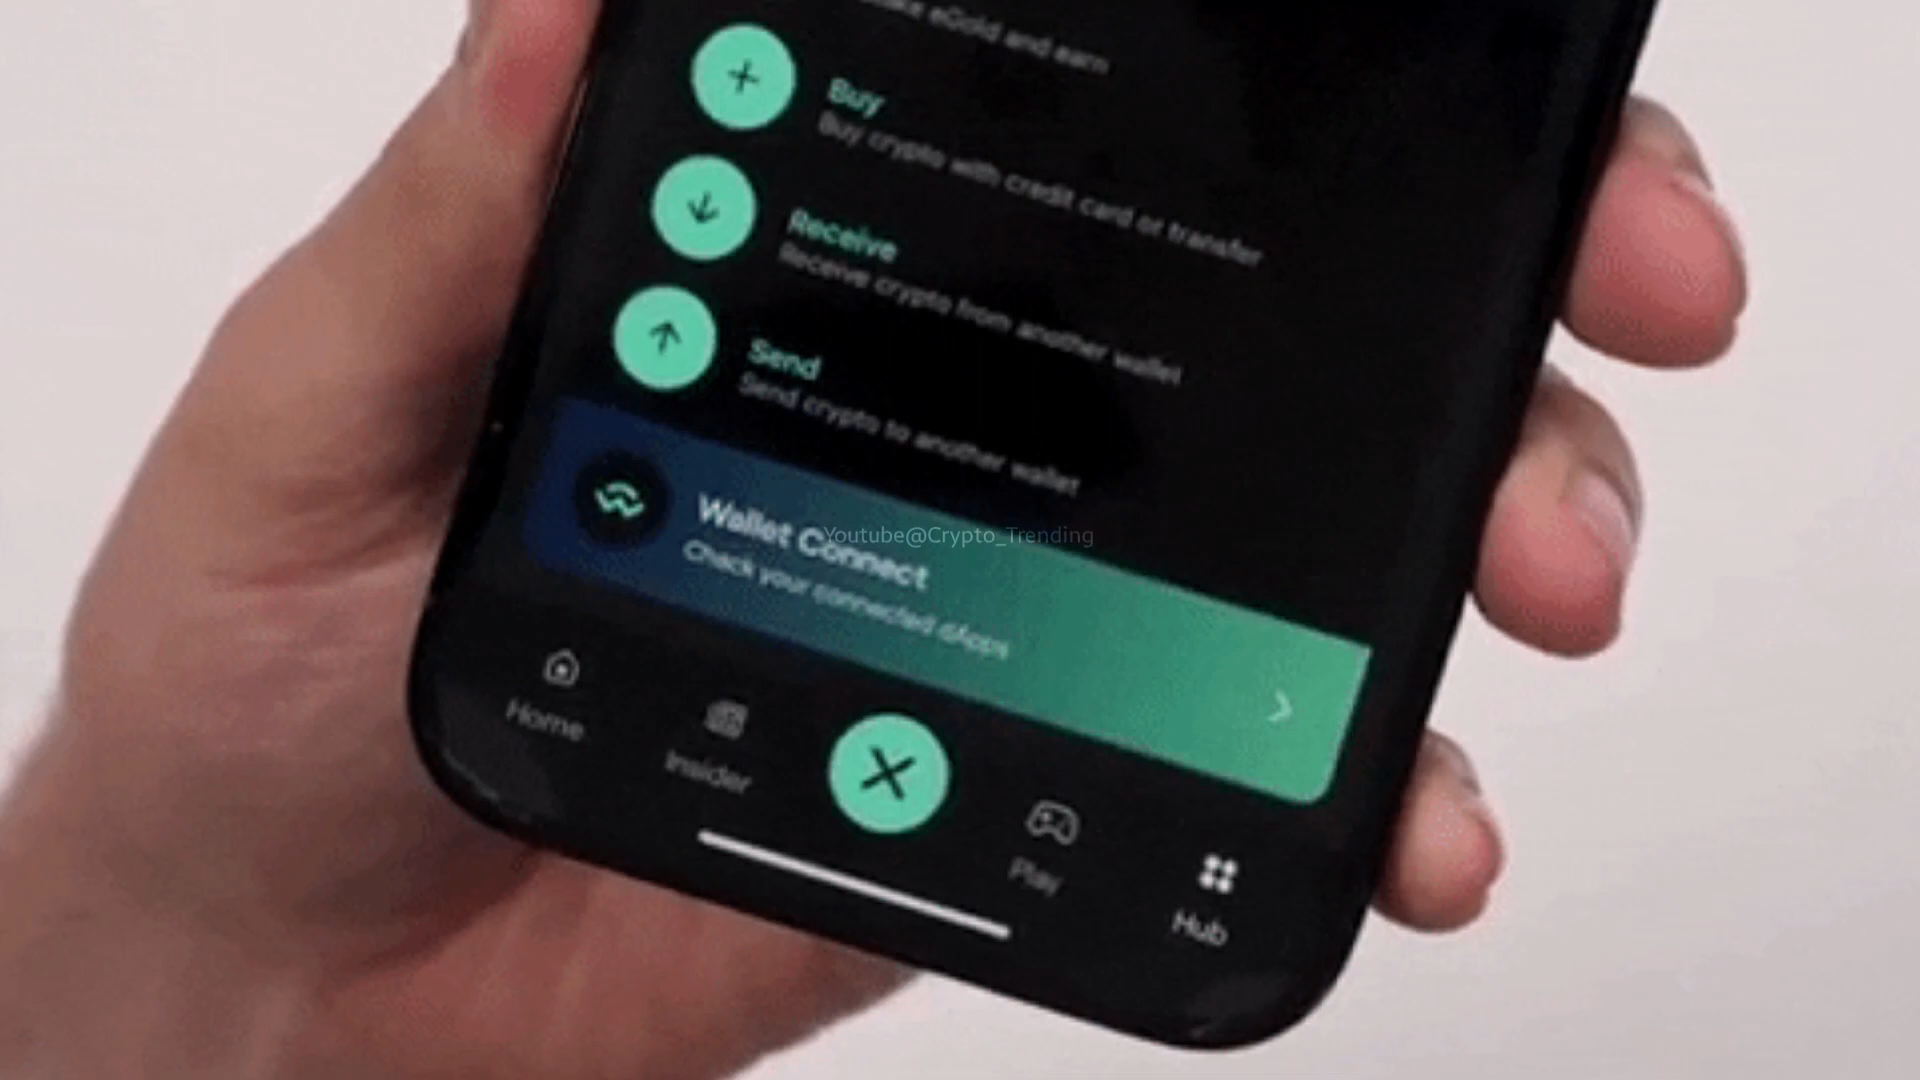 eGold and earn
Buy
Buy crypto with credit card or transfer
Receive
Receive crypto from another wallet
Send
Send crypto to another wallet
Wallet Connect
Check your connected dApps
Youtube@Crypto_Trending
Home
Insider
Play
Hub